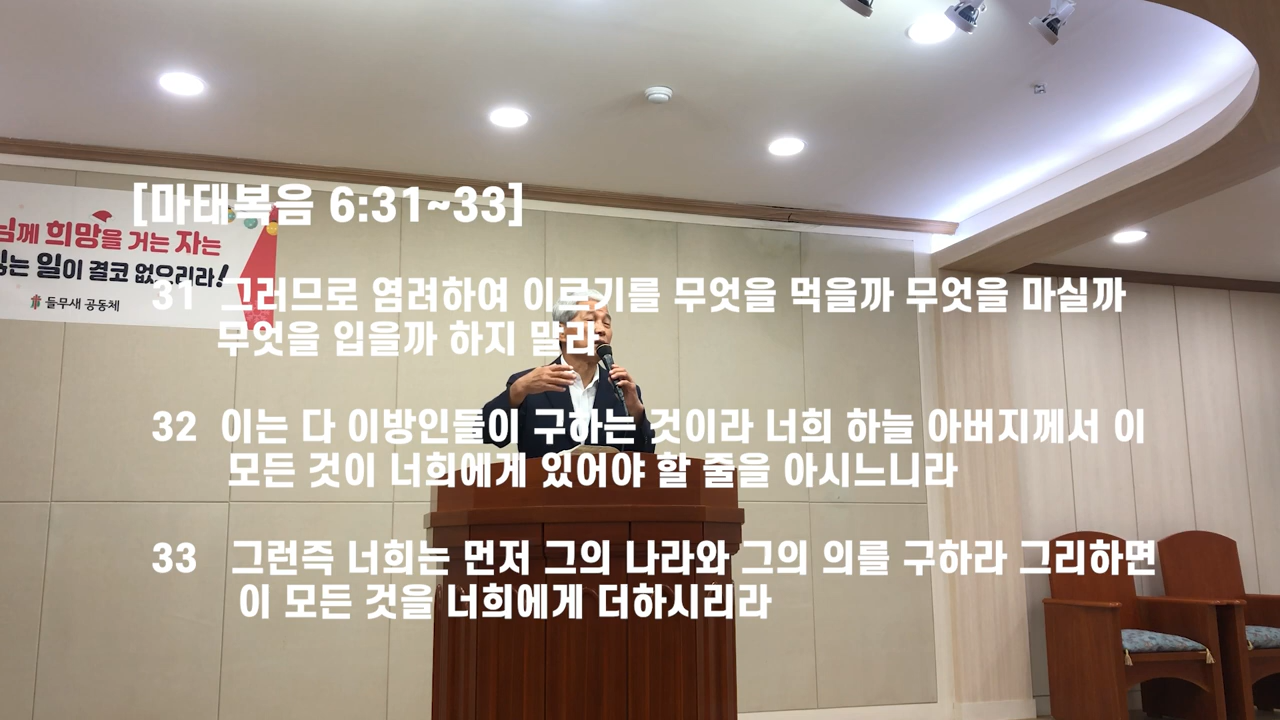 [마태복음 6:31~33]
님께 희망을 거는 자는
는 일이 결코 없으리라!
들무새 공동체
31 그러므로 염려하여 이르기를 무엇을 먹을까 무엇을 마실까
무엇을 입을까 하지 말라
32 이는 다 이방인들이 구하는 것이라 너희 하늘 아버지께서 이
모든 것이 너희에게 있어야 할 줄을 아시느니라
33 그런즉 너희는 먼저 그의 나라와 그의 의를 구하라 그리하면
이 모든 것을 너희에게 더하시리라